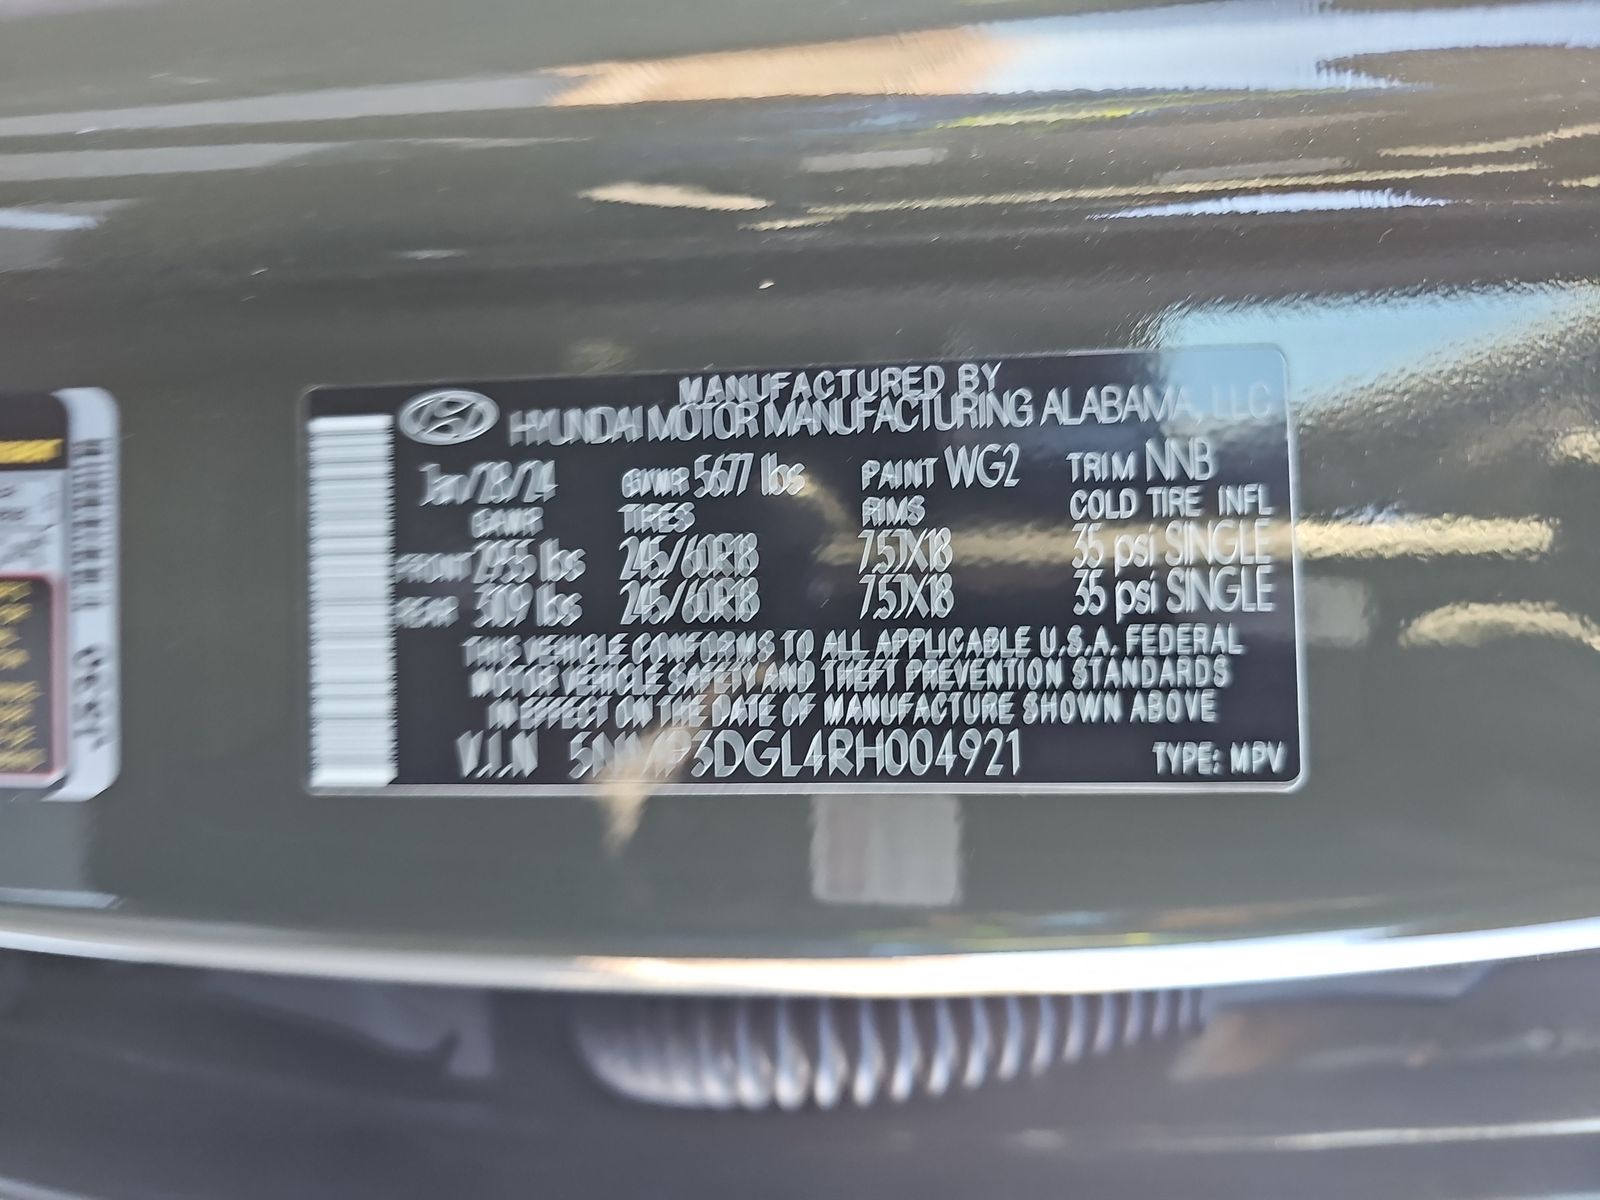 MANUFACTURED BY
HYUNDAI MOTOR MANUFACTURING ALABAMA, LLC
Jan/28/24 GVWR 5677 lbs PAINT WG2 TRIM NNB
GAWR TIRES RIMS COLD TIRE INFL
FRONT 2955 lbs 245/60R18 7.5JX18 35 psi SINGLE
REAR 3109 lbs 245/60R18 7.5JX18 35 psi SINGLE
THIS VEHICLE CONFORMS TO ALL APPLICABLE U.S.A. FEDERAL
MOTOR VEHICLE SAFETY AND THEFT PREVENTION STANDARDS
IN EFFECT ON THE DATE OF MANUFACTURE SHOWN ABOVE
V.I.N 5NMP3DGL4RH004921 TYPE: MPV